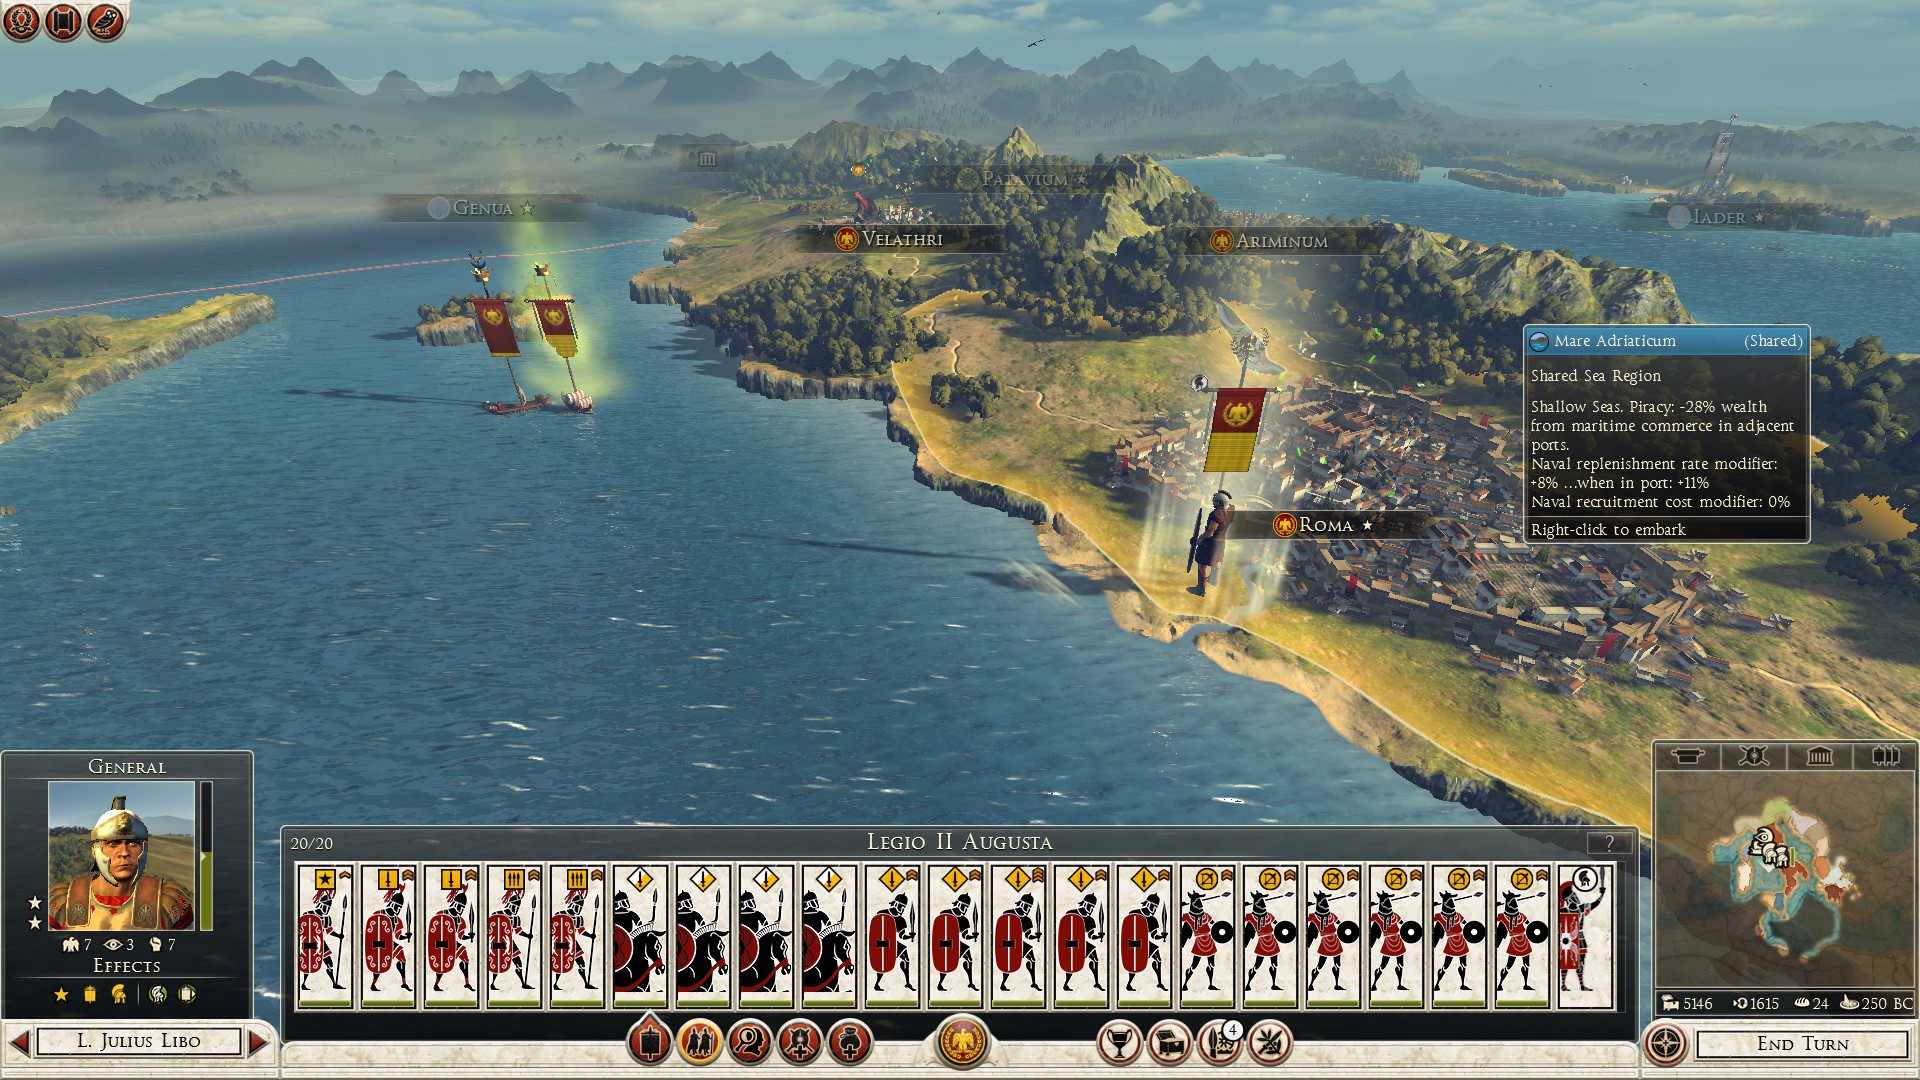 Genua
Patavium
Velathri
Ariminum
Iader
Mare Adriaticum (Shared)
Shared Sea Region
Shallow Seas. Piracy: -28% wealth
from maritime commerce in adjacent
ports.
Naval replenishment rate modifier:
+8% ...when in port: +11%
Naval recruitment cost modifier: 0%
Right-click to embark
Roma
General
7 3 7
Effects
L. Julius Libo
20/20
Legio II Augusta
?
4
5146 1615 24 250 BC
End Turn